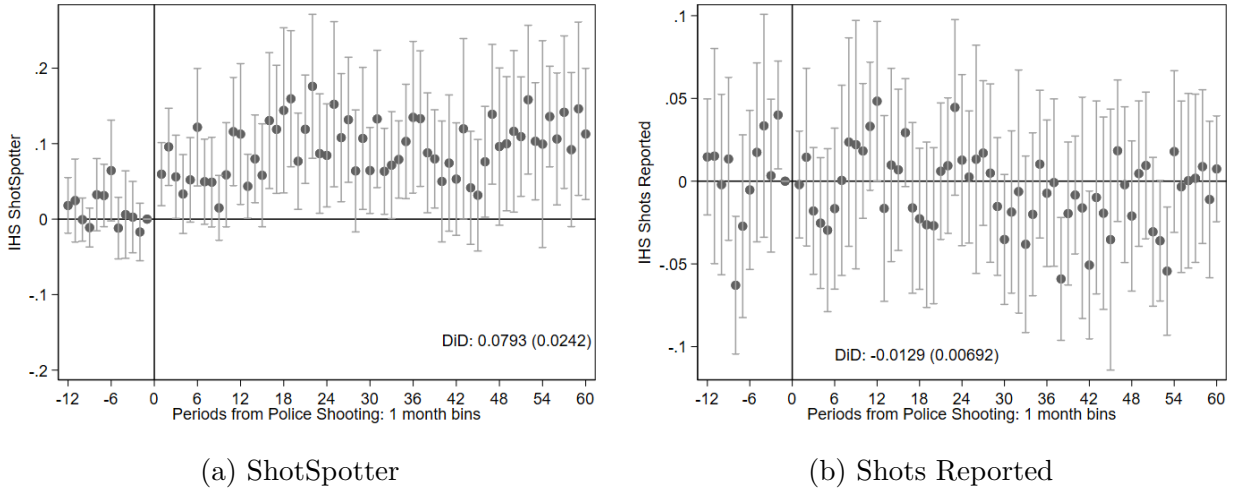 IHS ShotSpotter
.2
.1
0
-.1
-.2
DiD: 0.0793 (0.0242)
-12 -6 0 6 12 18 24 30 36 42 48 54 60
Periods from Police Shooting: 1 month bins
(a) ShotSpotter
IHS Shots Reported
.1
.05
0
-.05
-.1
DiD: -0.0129 (0.00692)
-12 -6 0 6 12 18 24 30 36 42 48 54 60
Periods from Police Shooting: 1 month bins
(b) Shots Reported